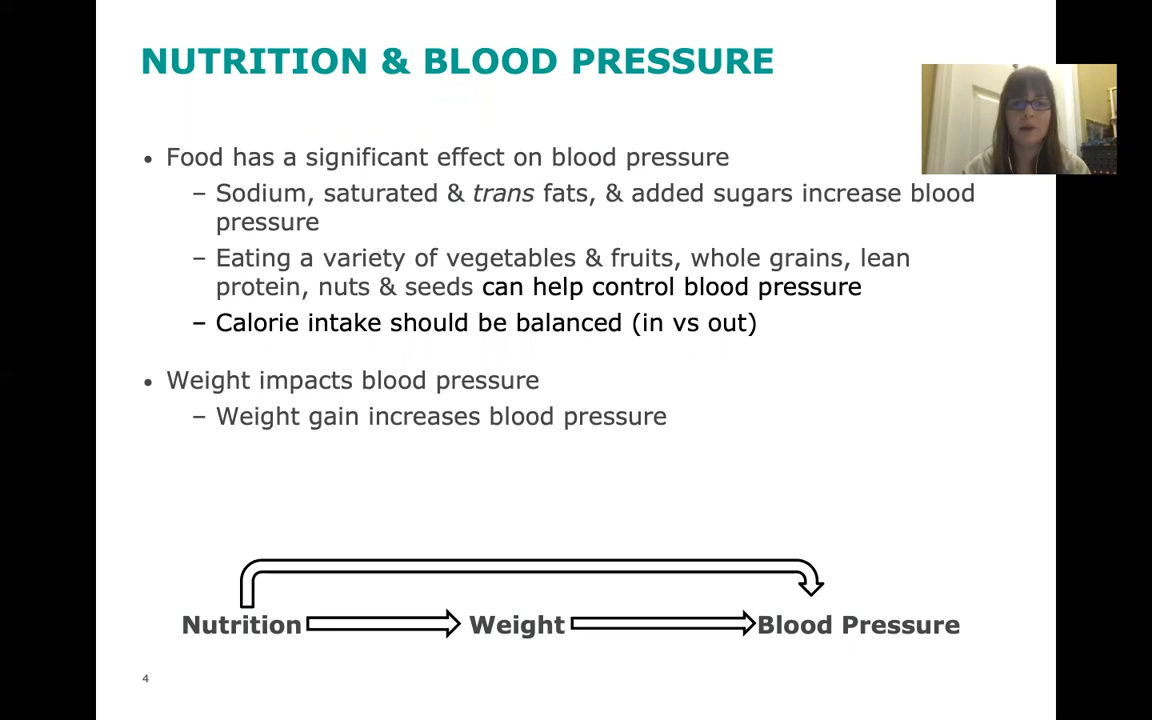 NUTRITION & BLOOD PRESSURE
• Food has a significant effect on blood pressure
– Sodium, saturated & trans fats, & added sugars increase blood
pressure
– Eating a variety of vegetables & fruits, whole grains, lean
protein, nuts & seeds can help control blood pressure
– Calorie intake should be balanced (in vs out)
• Weight impacts blood pressure
– Weight gain increases blood pressure
Nutrition Weight Blood Pressure
4